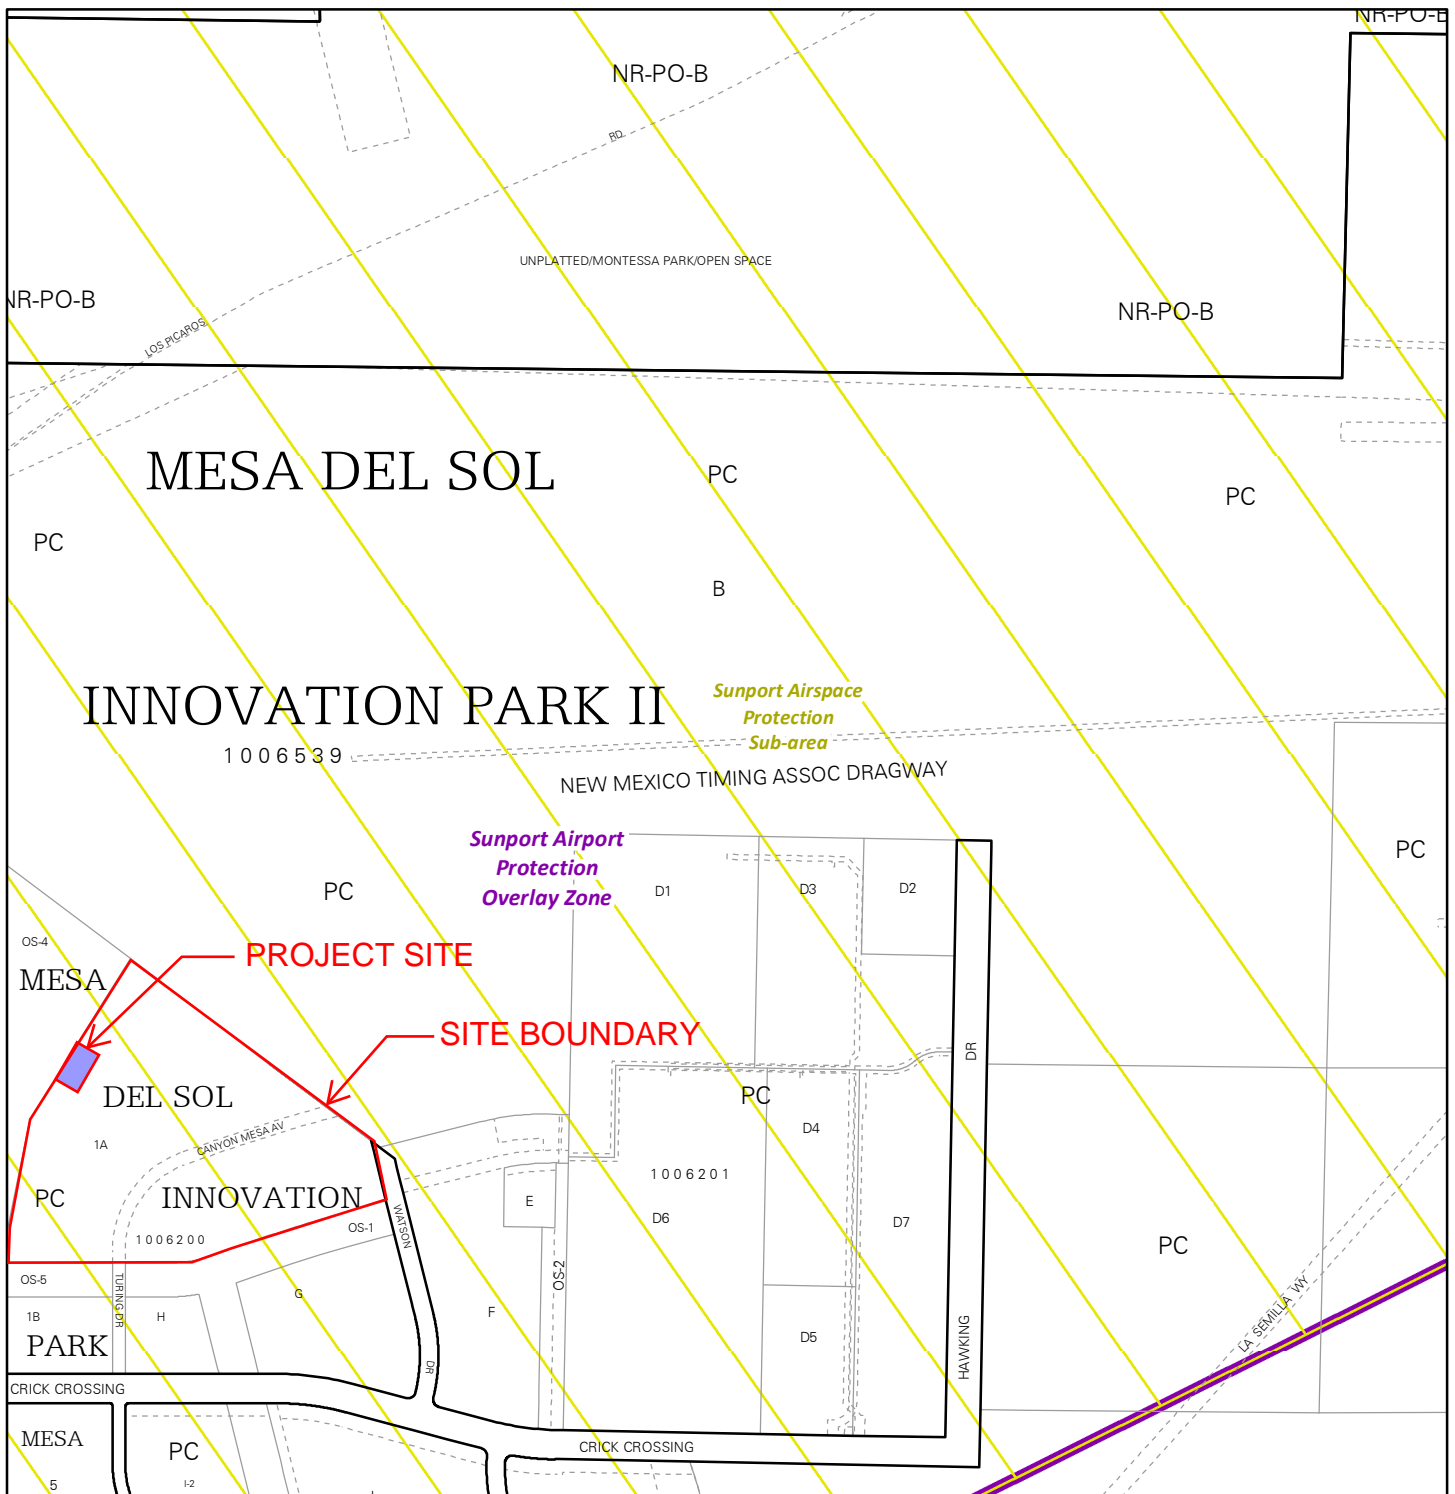 NR-PO-B
NR-PO-B
RD
UNPLATTED/MONTESSA PARK/OPEN SPACE
NR-PO-B
NR-PO-B
LOS PICAROS
MESA DEL SOL
PC
PC
PC
B
INNOVATION PARK II
1006539
Sunport Airspace
Protection
Sub-area
NEW MEXICO TIMING ASSOC DRAGWAY
Sunport Airport
Protection
Overlay Zone
PC
PC
D1
D3
D2
OS-4
PROJECT SITE
MESA
SITE BOUNDARY
DR
DEL SOL
PC
CANYON MESA AV
D4
1A
1006201
PC
INNOVATION
E
D6
D7
WATSON
OS-1
1006200
PC
OS-5
TURING DR
OS-2
G
F
1B
H
LA SEMILLA WY
PARK
D5
HAWKING
DR
CRICK CROSSING
CRICK CROSSING
MESA
PC
5
I-2